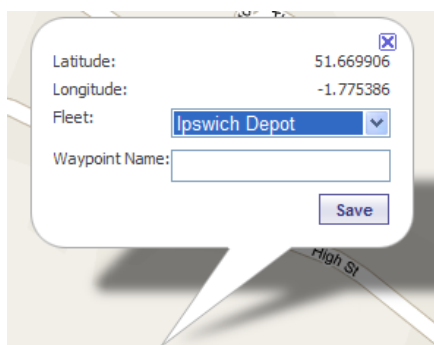 Latitude: 51.669906
Longitude: -1.775386
Fleet: Ipswich Depot
Waypoint Name:
Save
High St